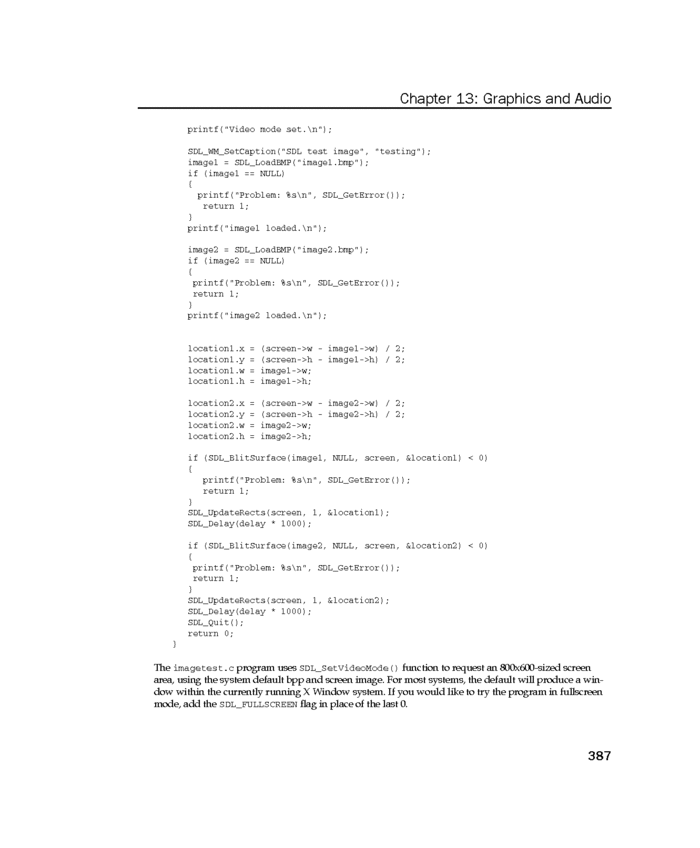 Chapter 13: Graphics and Audio
printf("Video mode set.\n");
SDL_WM_SetCaption("SDL test image", "testing");
image1 = SDL_LoadBMP("image1.bmp");
if (image1 == NULL)
{
printf("Problem: %s\n", SDL_GetError());
return 1;
}
printf("image1 loaded.\n");
image2 = SDL_LoadBMP("image2.bmp");
if (image2 == NULL)
{
printf("Problem: %s\n", SDL_GetError());
return 1;
}
printf("image2 loaded.\n");
location1.x = (screen->w - image1->w) / 2;
location1.y = (screen->h - image1->h) / 2;
location1.w = image1->w;
location1.h = image1->h;
location2.x = (screen->w - image2->w) / 2;
location2.y = (screen->h - image2->h) / 2;
location2.w = image2->w;
location2.h = image2->h;
if (SDL_BlitSurface(image1, NULL, screen, &location1) < 0)
{
printf("Problem: %s\n", SDL_GetError());
return 1;
}
SDL_UpdateRects(screen, 1, &location1);
SDL_Delay(delay * 1000);
if (SDL_BlitSurface(image2, NULL, screen, &location2) < 0)
{
printf("Problem: %s\n", SDL_GetError());
return 1;
}
SDL_UpdateRects(screen, 1, &location2);
SDL_Delay(delay * 1000);
SDL_Quit();
return 0;
}
The imagetest.c program uses SDL_SetVideoMode() function to request an 800x600-sized screen
area, using the system default bpp and screen image. For most systems, the default will produce a win-
dow within the currently running X Window system. If you would like to try the program in fullscreen
mode, add the SDL_FULLSCREEN flag in place of the last 0.
387